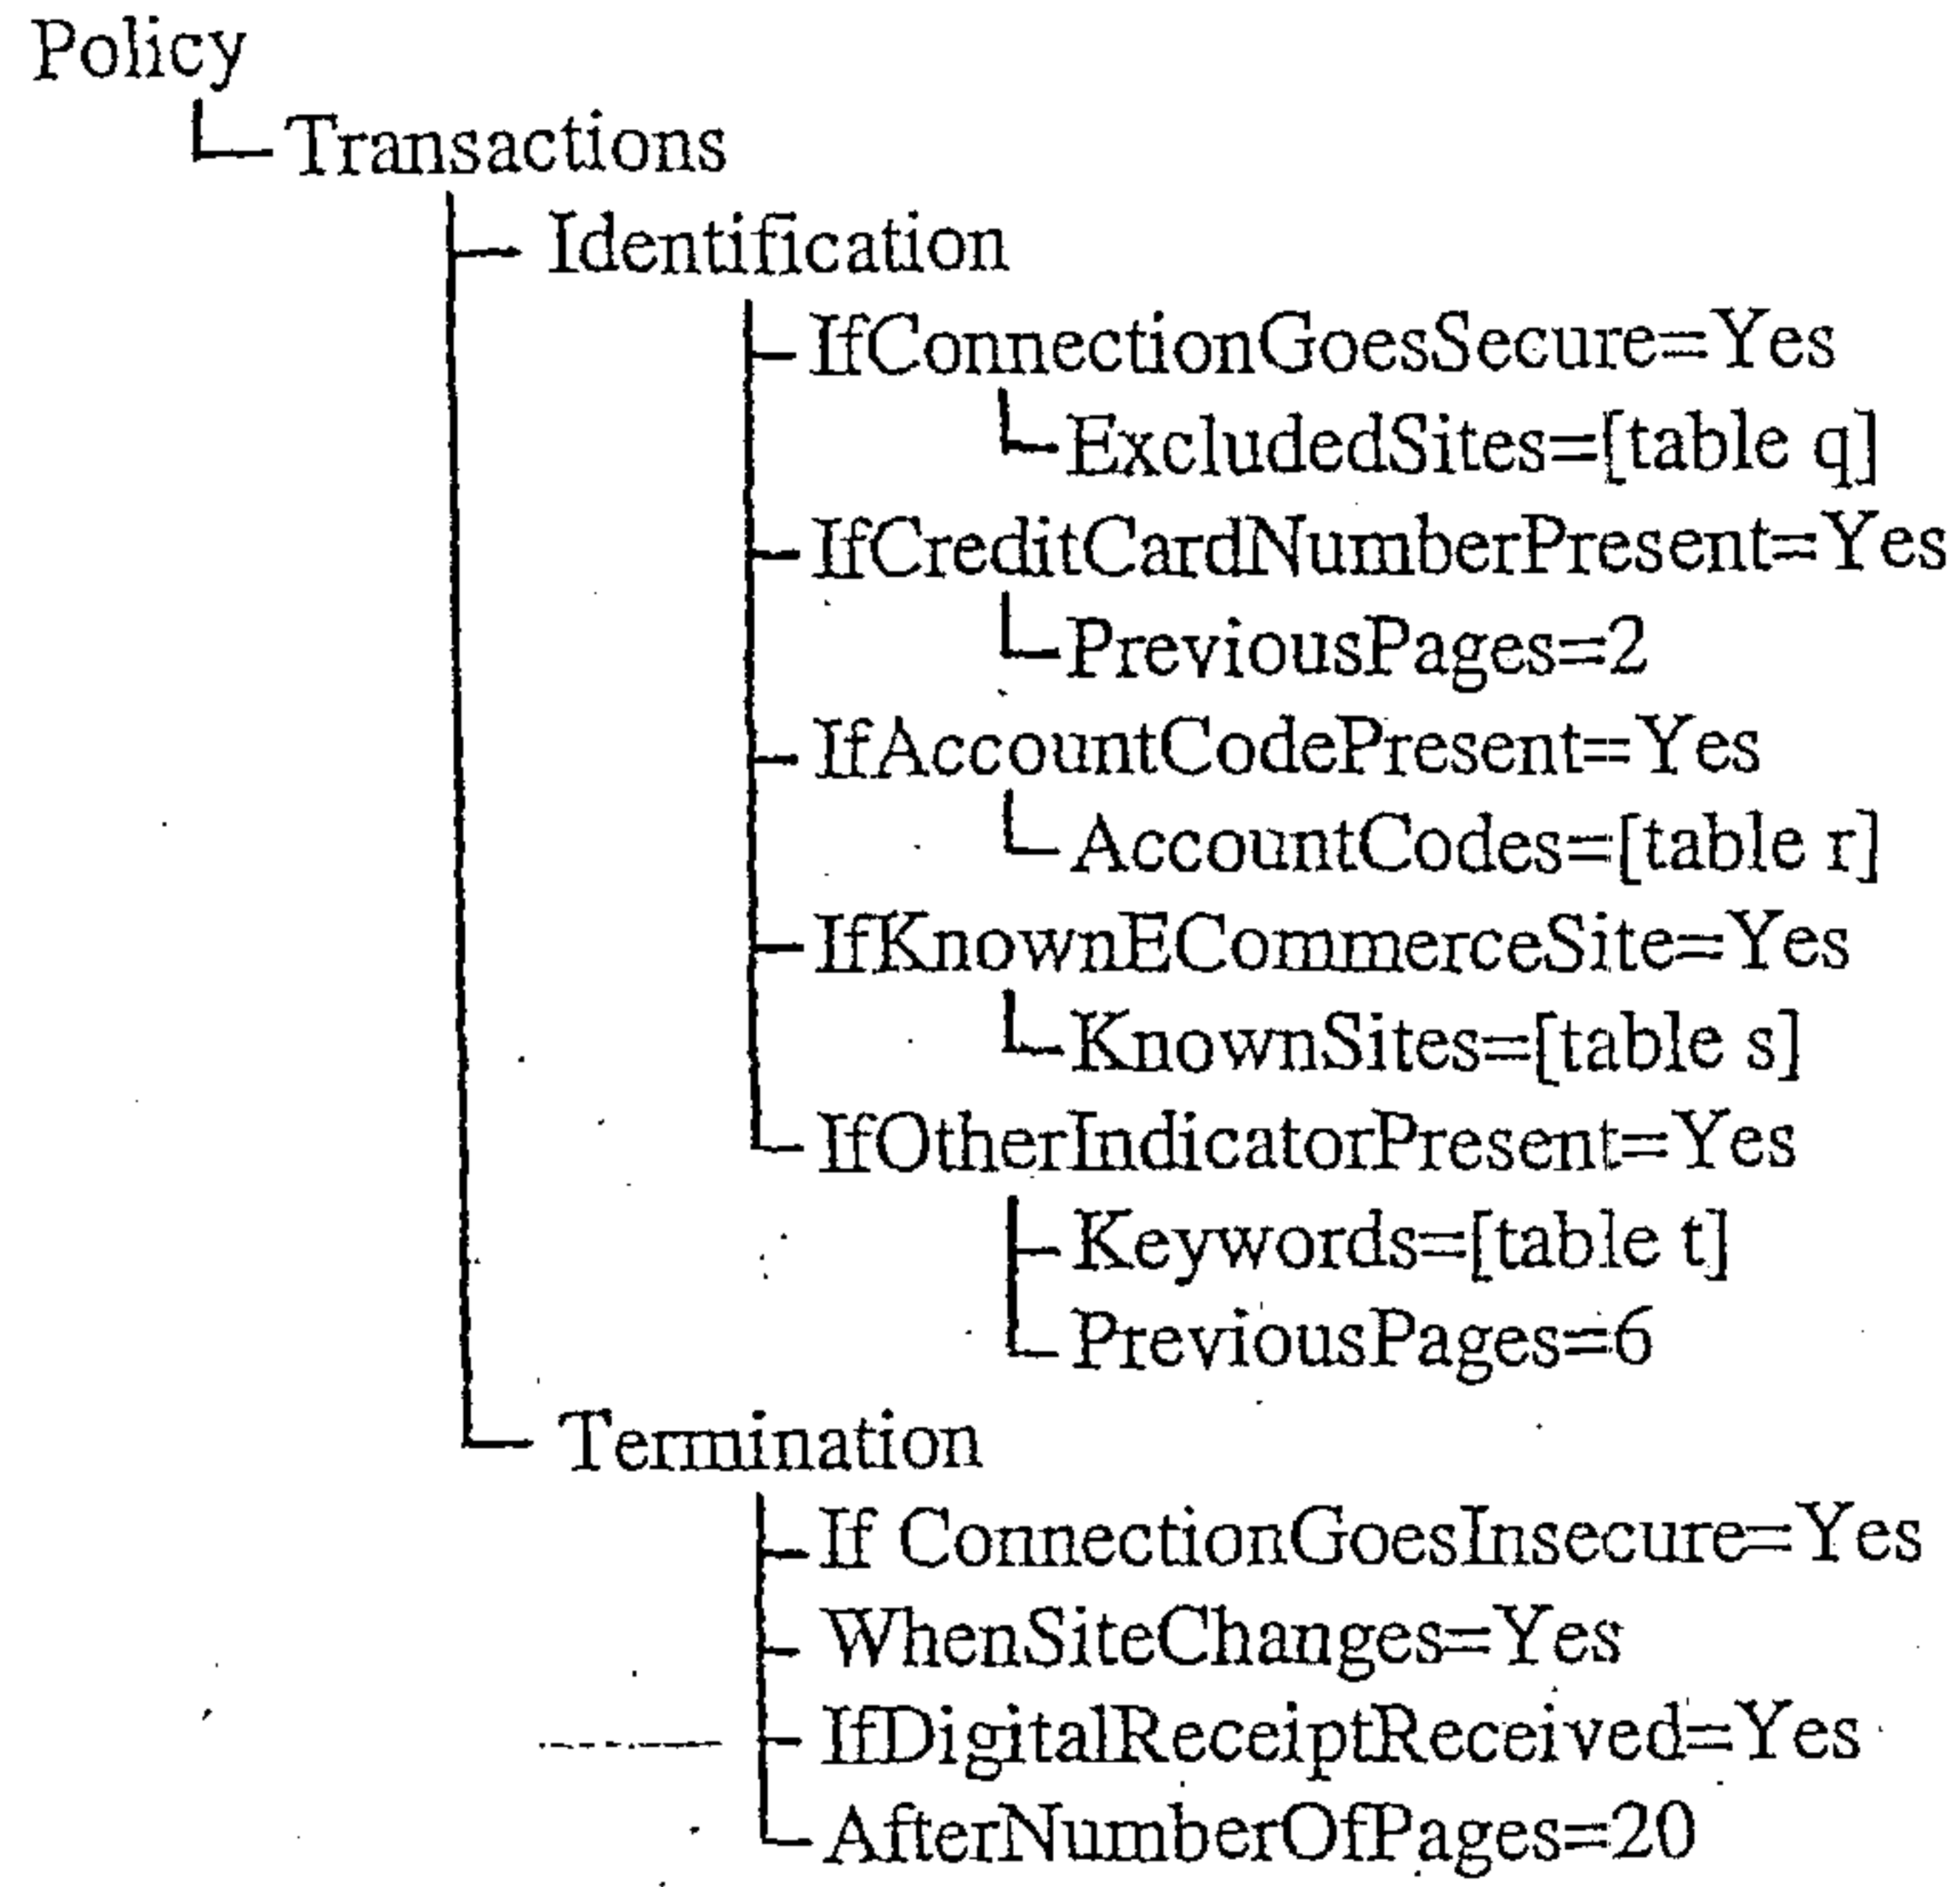 Policy
Transactions
Identification
IfConnectionGoesSecure=Yes
ExcludedSites=[table q]
IfCreditCardNumberPresent=Yes
PreviousPages=2
IfAccountCodePresent=Yes
AccountCodes=[table r]
IfKnownECommerceSite=Yes
KnownSites=[table s]
IfOtherIndicatorPresent=Yes
Keywords=[table t]
PreviousPages=6
Termination
If ConnectionGoesInsecure=Yes
WhenSiteChanges=Yes
IfDigitalReceiptReceived=Yes
AfterNumberOfPages=20